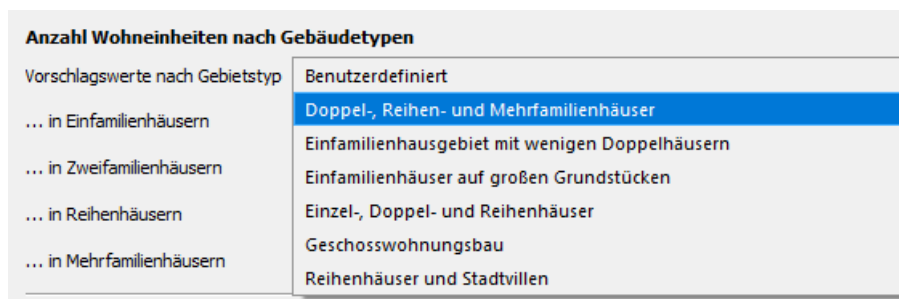 Anzahl Wohneinheiten nach Gebäudetypen
Vorschlagswerte nach Gebietstyp
Benutzerdefiniert
Doppel-, Reihen- und Mehrfamilienhäuser
Einfamilienhausgebiet mit wenigen Doppelhäusern
Einfamilienhäuser auf großen Grundstücken
Einzel-, Doppel- und Reihenhäuser
Geschosswohnungsbau
Reihenhäuser und Stadtvillen
... in Einfamilienhäusern
... in Zweifamilienhäusern
... in Reihenhäusern
... in Mehrfamilienhäusern